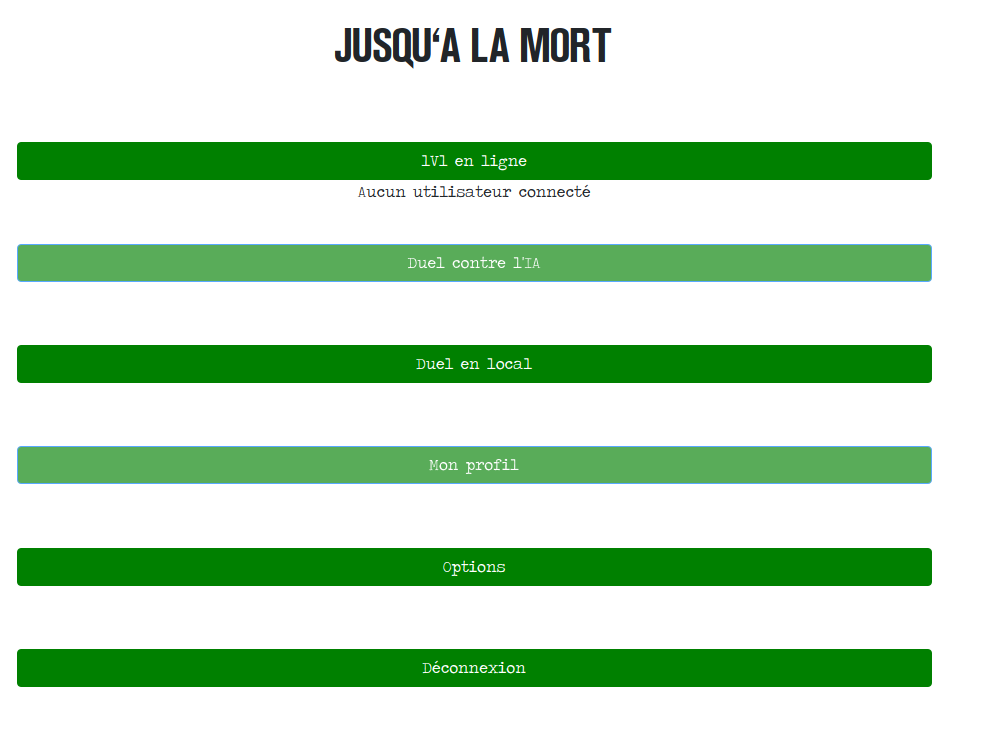 JUSQU‘A LA MORT
1V1 en ligne
Aucun utilisateur connecté
Duel contre l'IA
Duel en local
Mon profil
Options
Déconnexion